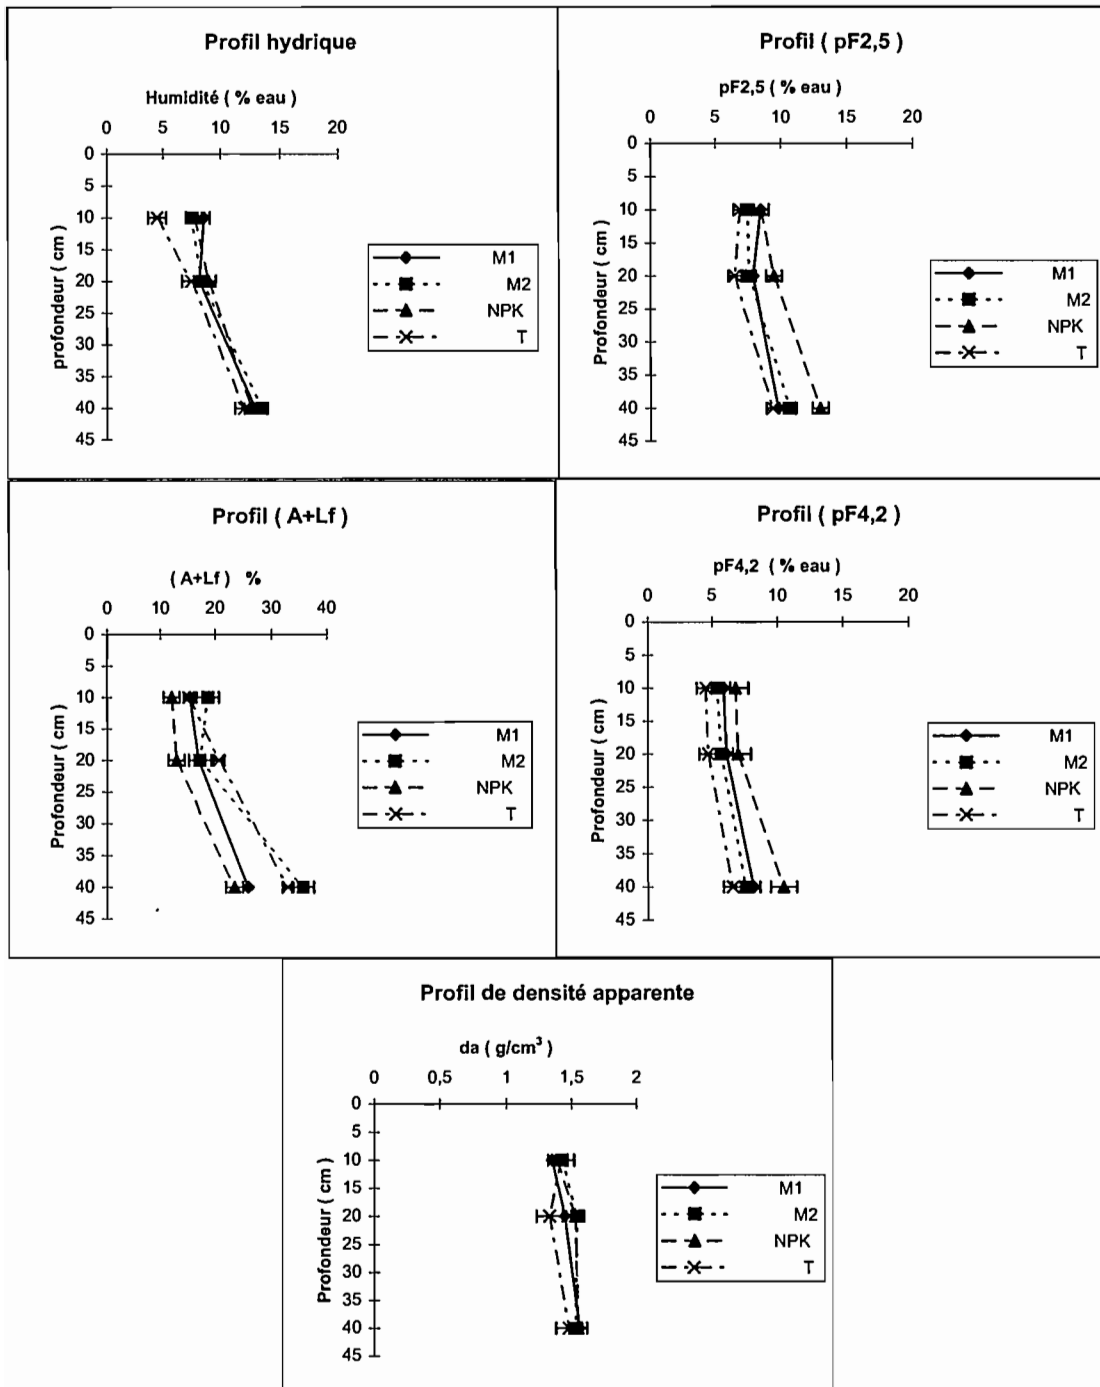 Profil hydrique
Humidité ( % eau )
0 5 10 15 20
0
5
10
15
20
25
30
35
40
45
profondeur ( cm )
M1
M2
NPK
T
Profil ( pF2,5 )
pF2,5 ( % eau )
0 5 10 15 20
0
5
10
15
20
25
30
35
40
45
Profondeur ( cm )
M1
M2
NPK
T
Profil ( A+Lf )
( A+Lf ) %
0 10 20 30 40
0
5
10
15
20
25
30
35
40
45
Profondeur ( cm )
M1
M2
NPK
T
Profil ( pF4,2 )
pF4,2 ( % eau )
0 5 10 15 20
0
5
10
15
20
25
30
35
40
45
Profondeur ( cm )
M1
M2
NPK
T
Profil de densité apparente
da ( g/cm³ )
0 0,5 1 1,5 2
0
5
10
15
20
25
30
35
40
45
Profondeur ( cm )
M1
M2
NPK
T